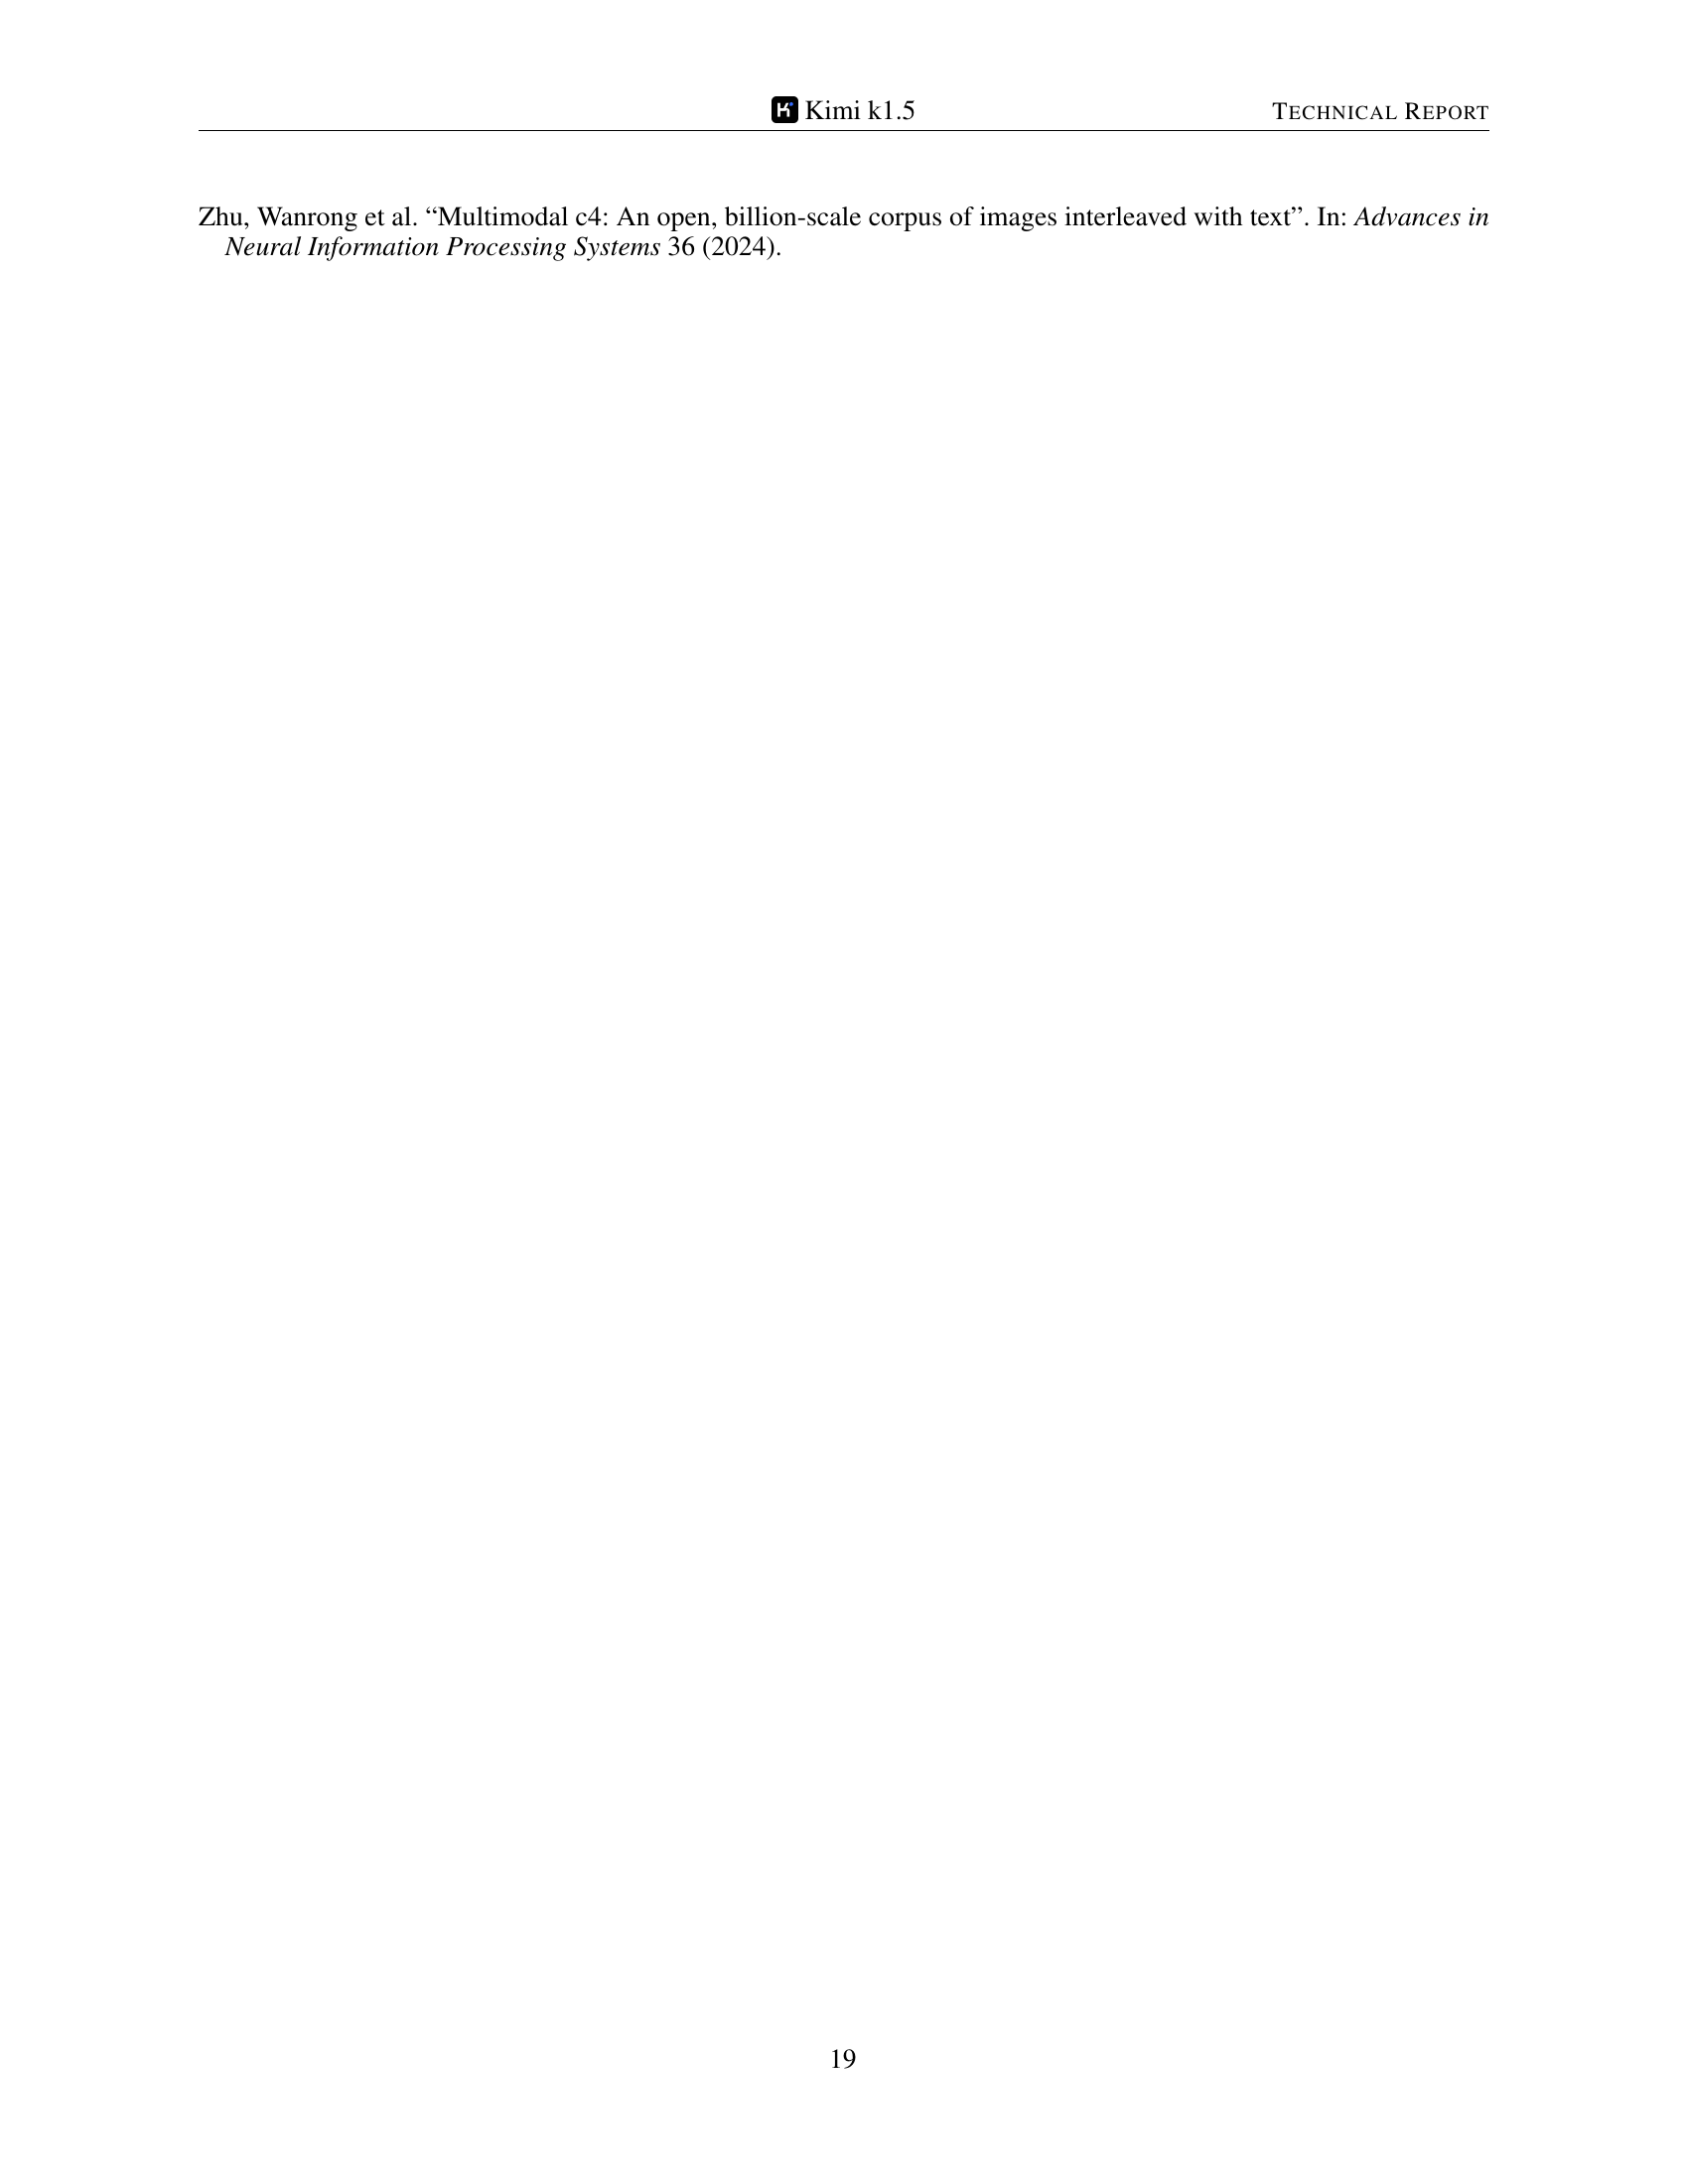 Kimi k1.5 TECHNICAL REPORT
Zhu, Wanrong et al. “Multimodal c4: An open, billion-scale corpus of images interleaved with text”. In: Advances in
Neural Information Processing Systems 36 (2024).
19